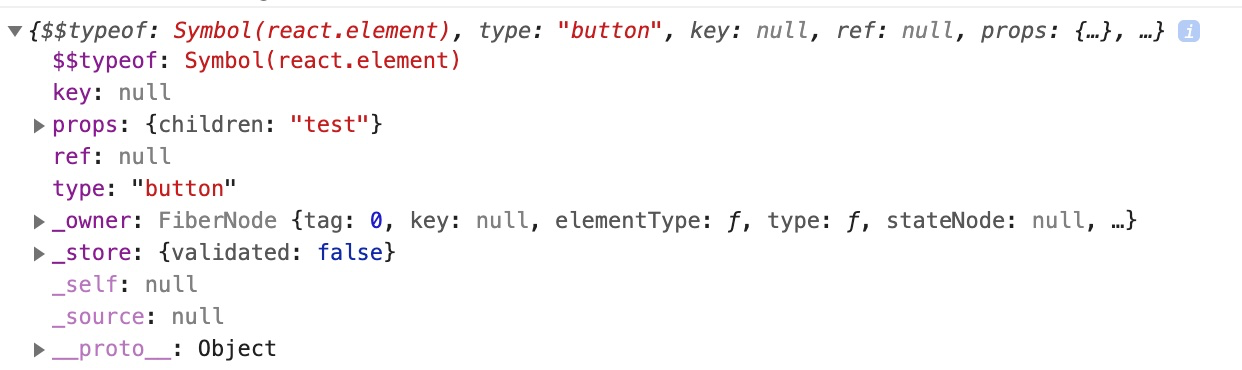 ▼{$$typeof: Symbol(react.element), type: "button", key: null, ref: null, props: {…}, …} i
$$typeof: Symbol(react.element)
key: null
▶props: {children: "test"}
ref: null
type: "button"
▶_owner: FiberNode {tag: 0, key: null, elementType: ƒ, type: ƒ, stateNode: null, …}
▶_store: {validated: false}
_self: null
_source: null
▶__proto__: Object